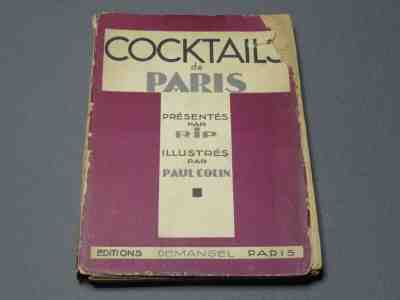 COCKTAILS
de
PARIS
PRÉSENTÉS
PAR
RIP
ILLUSTRÉS
PAR
PAUL COLIN
EDITIONS DEMANGEL PARIS